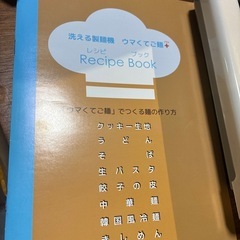 洗える製麺機 ウマくてご麺
レシピ ブック
Recipe Book
「ウマくてご麺」でつくる麺の作り方
クッキー生地
うどん
そば
生パスタ
餃子の皮
中華麺
韓国風冷麺
きしめん